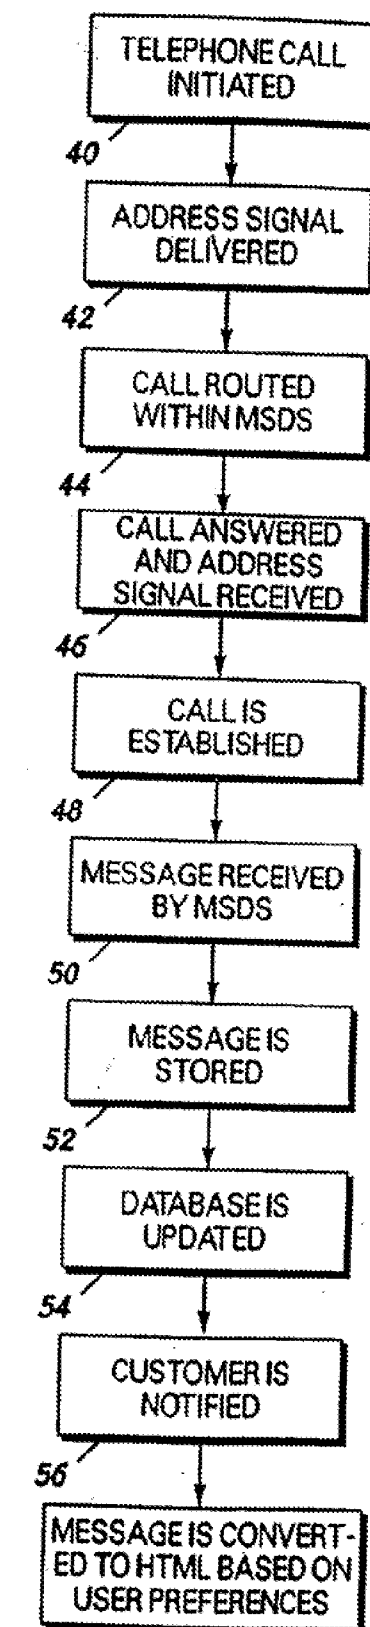 TELEPHONE CALL
INITIATED
40
ADDRESS SIGNAL
DELIVERED
42
CALL ROUTED
WITHIN MSDS
44
CALL ANSWERED
AND ADDRESS
SIGNAL RECEIVED
46
CALL IS
ESTABLISHED
48
MESSAGE RECEIVED
BY MSDS
50
MESSAGE IS
STORED
52
DATABASE IS
UPDATED
54
CUSTOMER IS
NOTIFIED
56
MESSAGE IS CONVERT-
ED TO HTML BASED ON
USER PREFERENCES